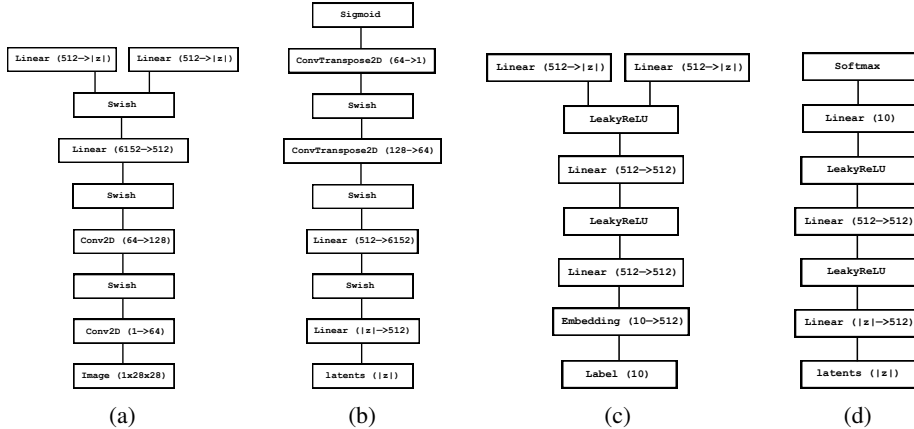 Linear (512—>|z|)
Linear (512—>|z|)
Swish
Linear (6152—>512)
Swish
Conv2D (64—>128)
Swish
Conv2D (1—>64)
Image (1x28x28)
(a)
Sigmoid
ConvTranspose2D (64->1)
Swish
ConvTranspose2D (128->64)
Swish
Linear (512->6152)
Swish
Linear (|z|—>512)
latents (|z|)
(b)
Linear (512—>|z|)
Linear (512—>|z|)
LeakyReLU
Linear (512—>512)
LeakyReLU
Linear (512—>512)
Embedding (10—>512)
Label (10)
(c)
Softmax
Linear (10)
LeakyReLU
Linear (512—>512)
LeakyReLU
Linear (|z|—>512)
latents (|z|)
(d)